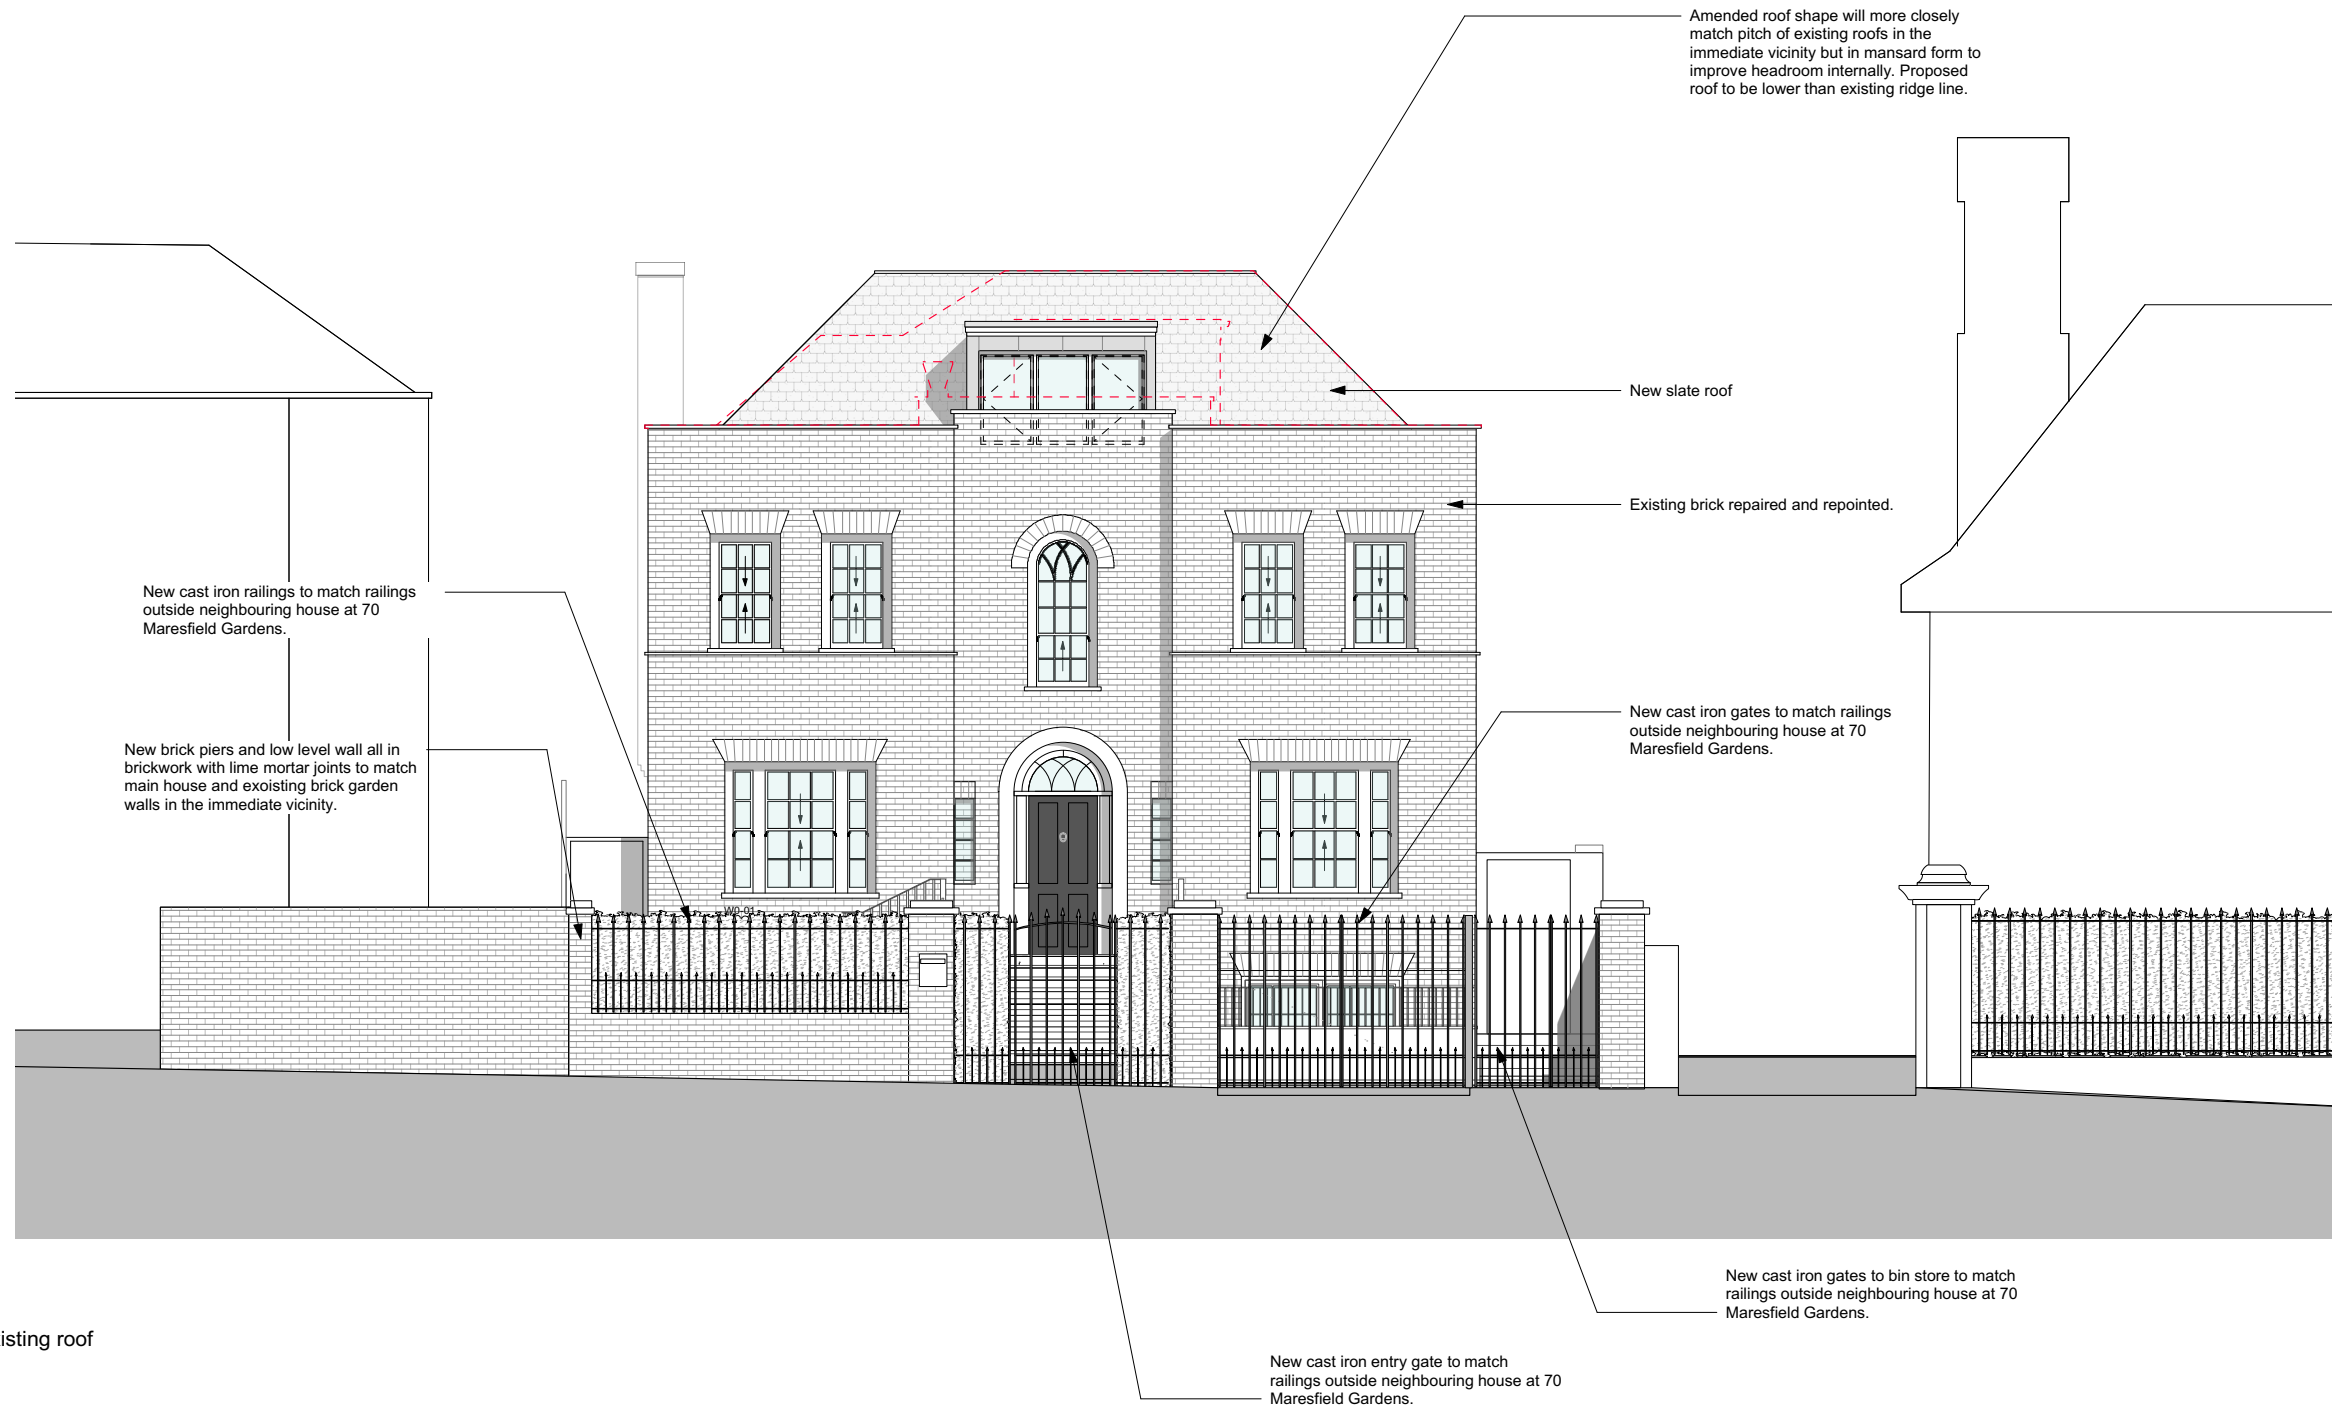 Amended roof shape will more closely
match pitch of existing roofs in the
immediate vicinity but in mansard form to
improve headroom internally. Proposed
roof to be lower than existing ridge line.
New slate roof
Existing brick repaired and repointed.
New cast iron railings to match railings
outside neighbouring house at 70
Maresfield Gardens.
New cast iron gates to match railings
outside neighbouring house at 70
Maresfield Gardens.
New brick piers and low level wall all in
brickwork with lime mortar joints to match
main house and exoisting brick garden
walls in the immediate vicinity.
W0-01
New cast iron gates to bin store to match
railings outside neighbouring house at 70
Maresfield Gardens.
isting roof
New cast iron entry gate to match
railings outside neighbouring house at 70
Maresfield Gardens.